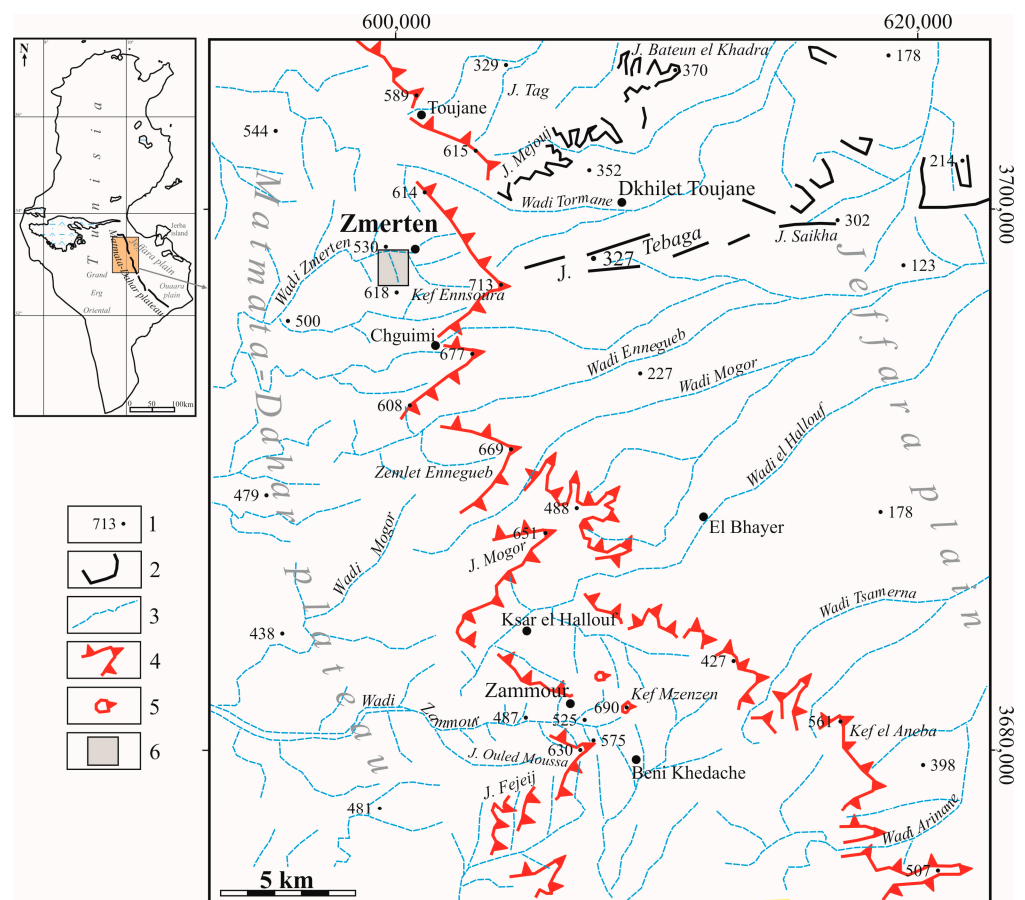 600,000
620,000
N
Tunisia
Jerba
island
Jeffara plain
Matmata-Dahar plateau
Grand
Erg
Oriental
Ouaara
plain
0 50 100km
J. Bateun el Khadra
329
370
178
J. Tag
589
Toujane
544
J. Mejouj
615
352
214
614
Dkhilet Toujane
3700,000
Wadi Tormane
Zmerten
302
J. Saikha
530
J. Tebaga
327
Wadi Zmerten
123
618
Kef Ennsoura
713
500
Chguimi
677
Wadi Ennegueb
227
Wadi Mogor
608
Wadi el Hallouf
669
Zemlet Ennegueb
479
488
178
El Bhayer
651
J. Mogor
Wadi Mogor
Matmata-Dahar plateau
Jeffara plain
Wadi Tsamerna
438
Ksar el Hallouf
427
Zammour
Kef Mzenzen
690
Wadi Zammour
487
525
561
Kef el Aneba
575
630
J. Ouled Moussa
Beni Khedache
398
3680,000
J. Fejeij
481
Wadi Arinane
507
5 km
713
1
2
3
4
5
6